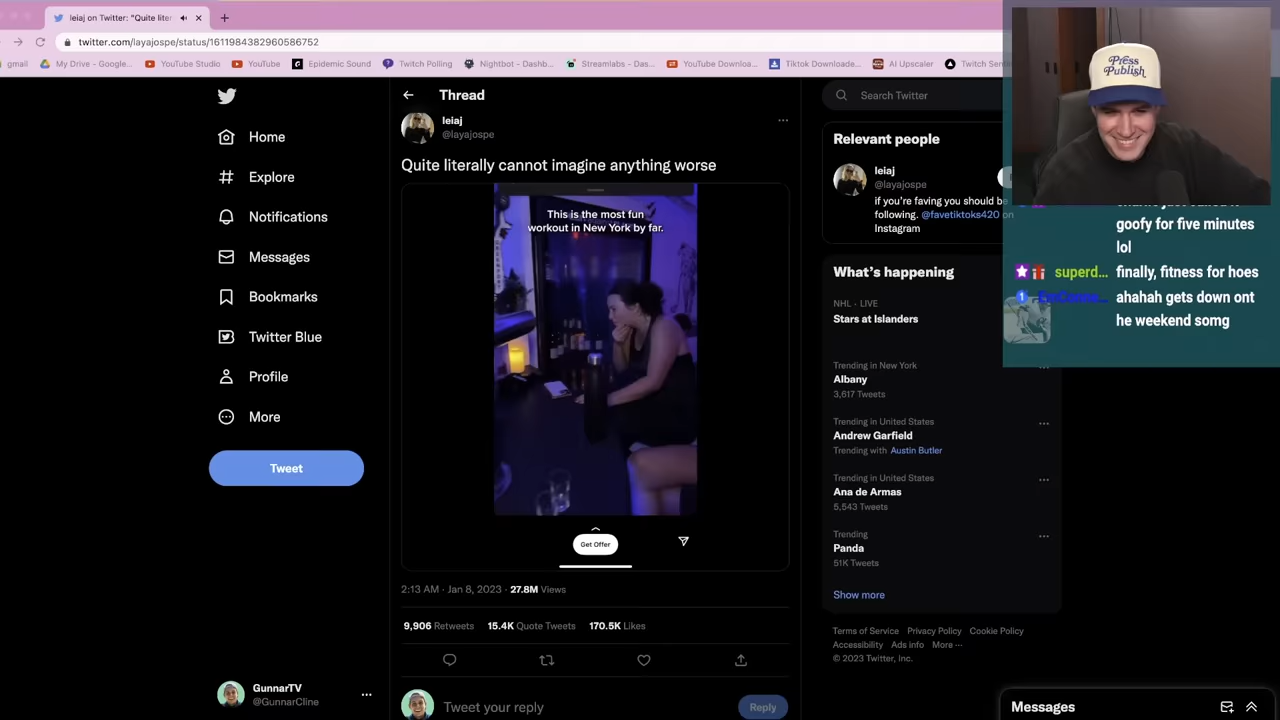 leiaj on Twitter: "Quite liter
twitter.com/layajospe/status/1611984382960586752
gmail
My Drive - Google...
YouTube Studio
YouTube
Epidemic Sound
Twitch Polling
Nightbot - Dashb...
Streamlabs - Das...
YouTube Downloa...
Tiktok Downloade...
AI Upscaler
Twitch Sen
Press
Publish
Home
Explore
Notifications
Messages
Bookmarks
Twitter Blue
Profile
More
Tweet
GunnarTV
@GunnarCline
Thread
leiaj
@layajospe
Quite literally cannot imagine anything worse
This is the most fun
workout in New York by far.
Get Offer
2:13 AM · Jan 8, 2023 · 27.8M Views
9,906 Retweets 15.4K Quote Tweets 170.5K Likes
Tweet your reply
Reply
Search Twitter
Relevant people
leiaj
@layajospe
if you're faving you should be
following. @favetiktoks420 on
Instagram
What's happening
NHL · LIVE
Stars at Islanders
Trending in New York
Albany
3,617 Tweets
Trending in United States
Andrew Garfield
Trending with Austin Butler
Trending in United States
Ana de Armas
5,543 Tweets
Trending
Panda
51K Tweets
Show more
Terms of Service Privacy Policy Cookie Policy
Accessibility Ads info More ...
© 2023 Twitter, Inc.
goofy for five minutes
lol
superd... finally, fitness for hoes
ahahah gets down ont
he weekend somg
Messages